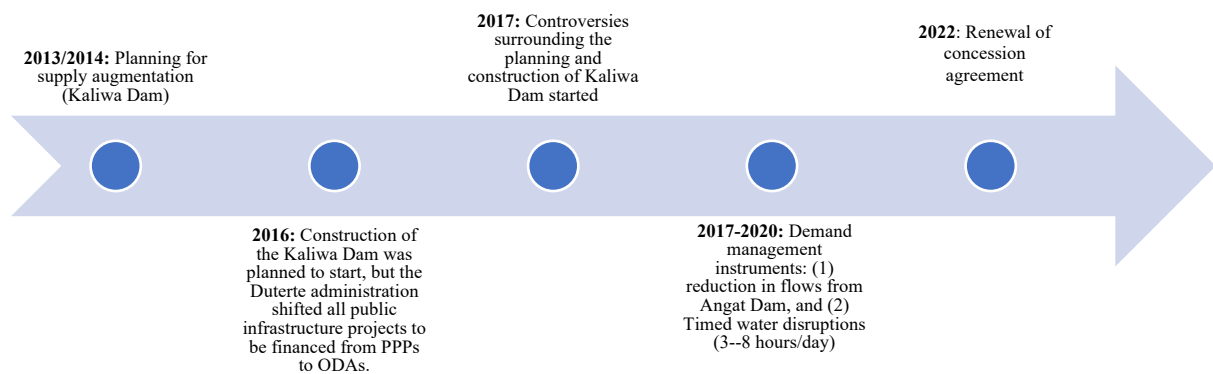 2013/2014: Planning for
supply augmentation
(Kaliwa Dam)
2016: Construction of
the Kaliwa Dam was
planned to start, but the
Duterte administration
shifted all public
infrastructure projects to
be financed from PPPs
to ODAs.
2017: Controversies
surrounding the
planning and
construction of Kaliwa
Dam started
2017-2020: Demand
management
instruments: (1)
reduction in flows from
Angat Dam, and (2)
Timed water disruptions
(3--8 hours/day)
2022: Renewal of
concession
agreement